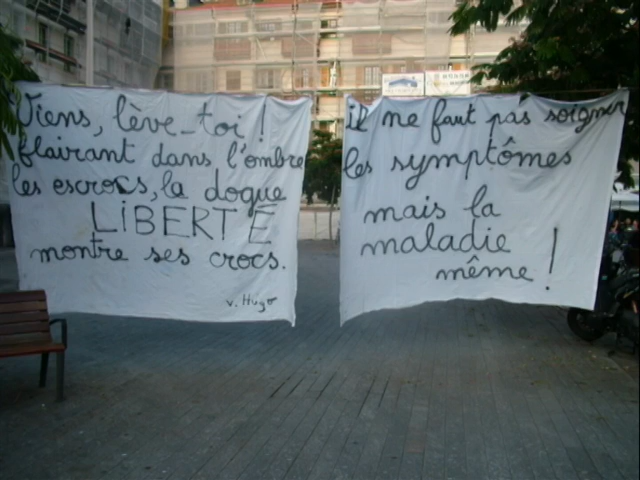 Viens, lève-toi !
flairant dans l'ombre
les escrocs, la dogue
LIBERTÉ
montre ses crocs.
V. Hugo
il ne faut pas soigner
les symptômes
mais la
maladie
même !